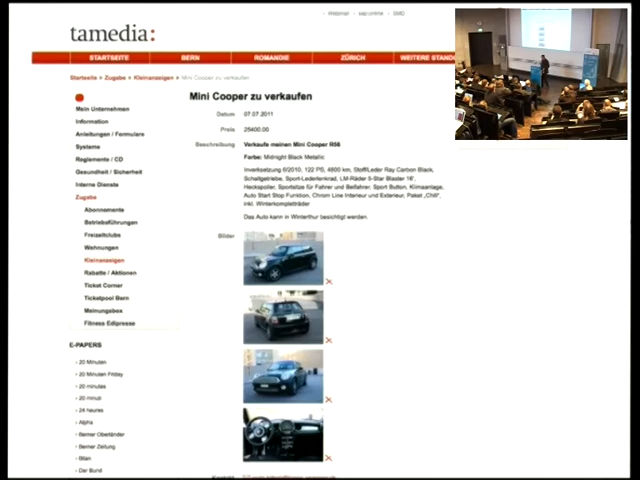 Webmail sap.online SMD
tamedia:
STARTSEITE BERN ROMANDIE ZÜRICH WEITERE STANDO
Startseite > Zugabe > Kleinanzeigen > Mini Cooper zu verkaufen
Mini Cooper zu verkaufen
Datum 07.07.2011
Preis 25400.00
Beschreibung Verkaufe meinen Mini Cooper R56
Farbe: Midnight Black Metallic
Inverksetzung 6/2010, 122 PS, 4800 km, Stoff/Leder Ray Carbon Black,
Schaltgetriebe, Sport-Lederlenkrad, LM-Räder 5-Star Blaster 16',
Heckspoiler, Sportsitze für Fahrer und Beifahrer, Sport Button, Klimaanlage,
Auto Start Stop Funktion, Chrom Line Interieur und Exterieur, Paket „Chili",
inkl. Winterkompletträder
Das Auto kann in Winterthur besichtigt werden.
Bilder
Mein Unternehmen
Information
Anleitungen / Formulare
Systeme
Reglemente / CD
Gesundheit / Sicherheit
Interne Dienste
Zugabe
Abonnemente
Betriebsführungen
Freizeitclubs
Wohnungen
Kleinanzeigen
Rabatte / Aktionen
Ticket Corner
Ticketpool Bern
Meinungsbox
Fitness Edipresse
E-PAPERS
› 20 Minuten
› 20 Minuten Friday
› 20 minutes
› 20 minuti
› 24 heures
› Alpha
› Berner Oberländer
› Berner Zeitung
› Bilan
› Der Bund